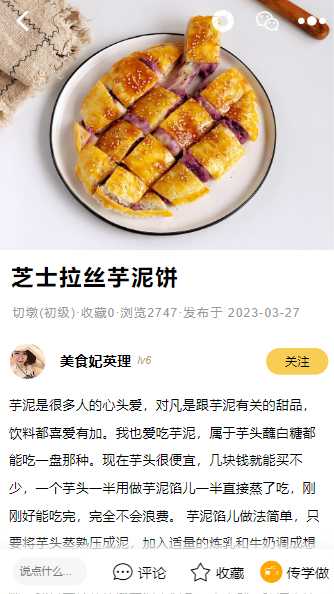 芝士拉丝芋泥饼
切墩(初级)·收藏0·浏览2747·发布于 2023-03-27
美食妃英理 lv6
关注
芋泥是很多人的心头爱，对凡是跟芋泥有关的甜品，
饮料都喜爱有加。我也爱吃芋泥，属于芋头蘸白糖都
能吃一盘那种。现在芋头很便宜，几块钱就能买不
少，一个芋头一半用做芋泥馅儿一半直接蒸了吃，刚
刚好能吃完，完全不会浪费。 芋泥馅儿做法简单，只
要将芋头蒸熟压成泥，加入适量的炼乳和牛奶调成想
说点什么...
评论
收藏
传学做